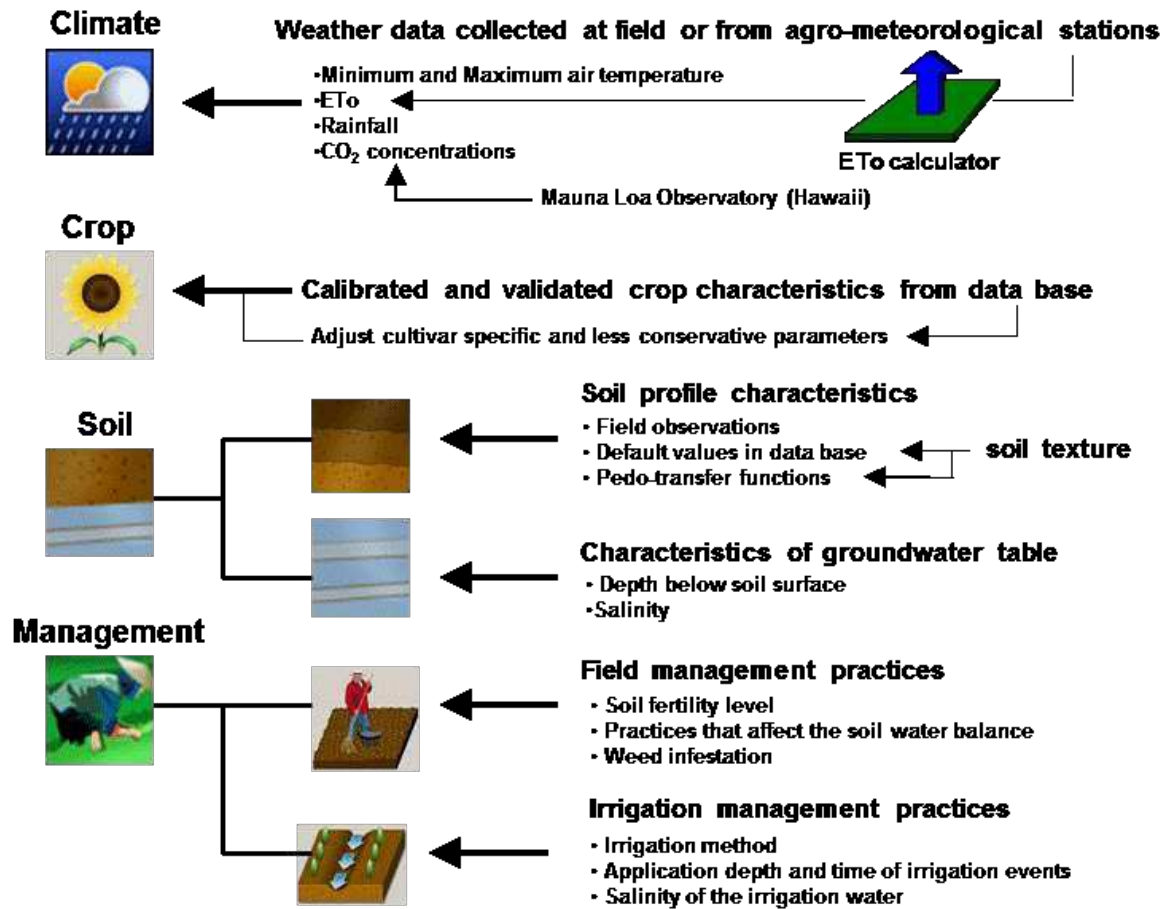 Climate
Weather data collected at field or from agro-meteorological stations
•Minimum and Maximum air temperature
•ETo
•Rainfall
•CO₂ concentrations
ETo calculator
Mauna Loa Observatory (Hawaii)
Crop
Calibrated and validated crop characteristics from data base
Adjust cultivar specific and less conservative parameters
Soil
Soil profile characteristics
• Field observations
• Default values in data base
• Pedo-transfer functions
soil texture
Characteristics of groundwater table
• Depth below soil surface
•Salinity
Management
Field management practices
• Soil fertility level
• Practices that affect the soil water balance
• Weed infestation
Irrigation management practices
• Irrigation method
• Application depth and time of irrigation events
• Salinity of the irrigation water